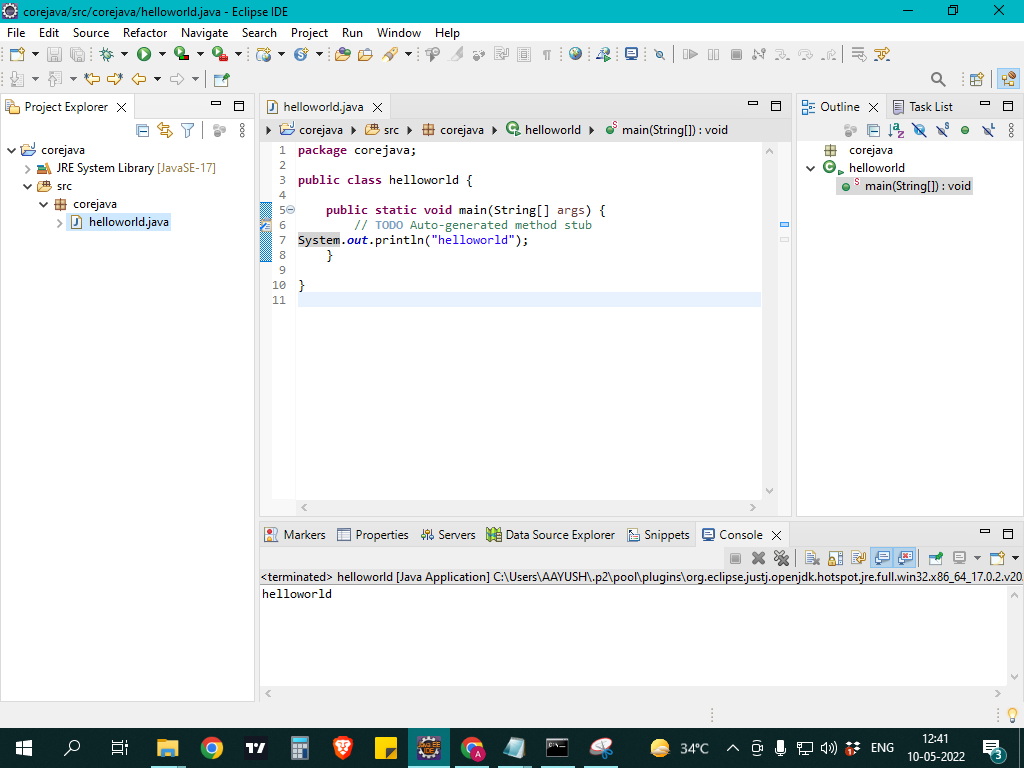 corejava/src/corejava/helloworld.java - Eclipse IDE
File Edit Source Refactor Navigate Search Project Run Window Help
Project Explorer
corejava
JRE System Library [JavaSE-17]
src
corejava
helloworld.java
helloworld.java
corejava src corejava helloworld main(String[]) : void
1 package corejava;
2
3 public class helloworld {
4
5 public static void main(String[] args) {
6 // TODO Auto-generated method stub
7 System.out.println("helloworld");
8 }
9
10 }
11
Outline Task List
corejava
helloworld
main(String[]) : void
Markers Properties Servers Data Source Explorer Snippets Console
<terminated> helloworld [Java Application] C:\Users\AAYUSH\.p2\pool\plugins\org.eclipse.justj.openjdk.hotspot.jre.full.win32.x86_64_17.0.2.v20
helloworld
34°C ENG 12:41
10-05-2022
3